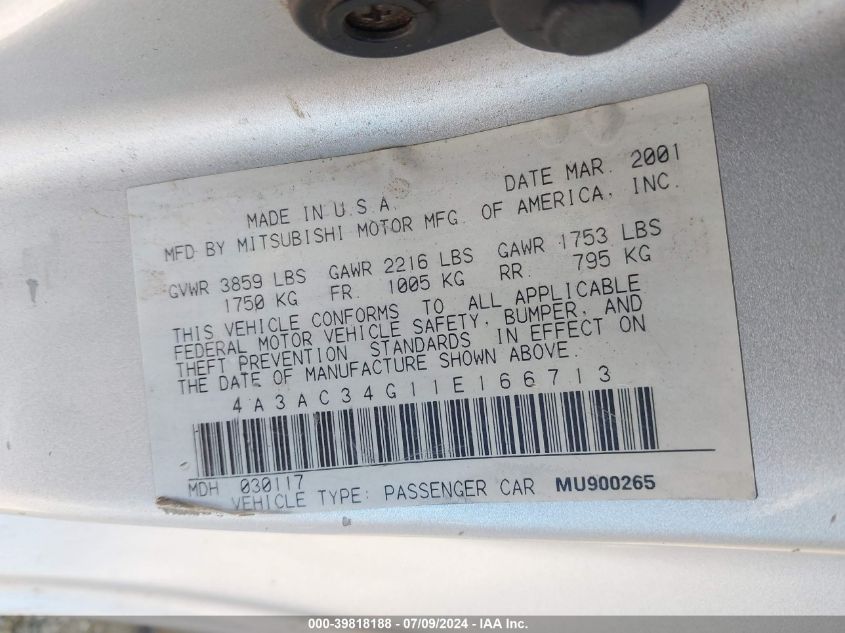 MADE IN U.S.A. DATE MAR. 2001
MFD BY MITSUBISHI MOTOR MFG. OF AMERICA, INC.
GVWR 3859 LBS GAWR 2216 LBS GAWR 1753 LBS
1750 KG FR. 1005 KG RR. 795 KG
THIS VEHICLE CONFORMS TO ALL APPLICABLE
FEDERAL MOTOR VEHICLE SAFETY, BUMPER, AND
THEFT PREVENTION STANDARDS IN EFFECT ON
THE DATE OF MANUFACTURE SHOWN ABOVE.
4A3AC34G11E166713
MDH 030117
VEHICLE TYPE: PASSENGER CAR MU900265
000-39818188 - 07/09/2024 - IAA Inc.